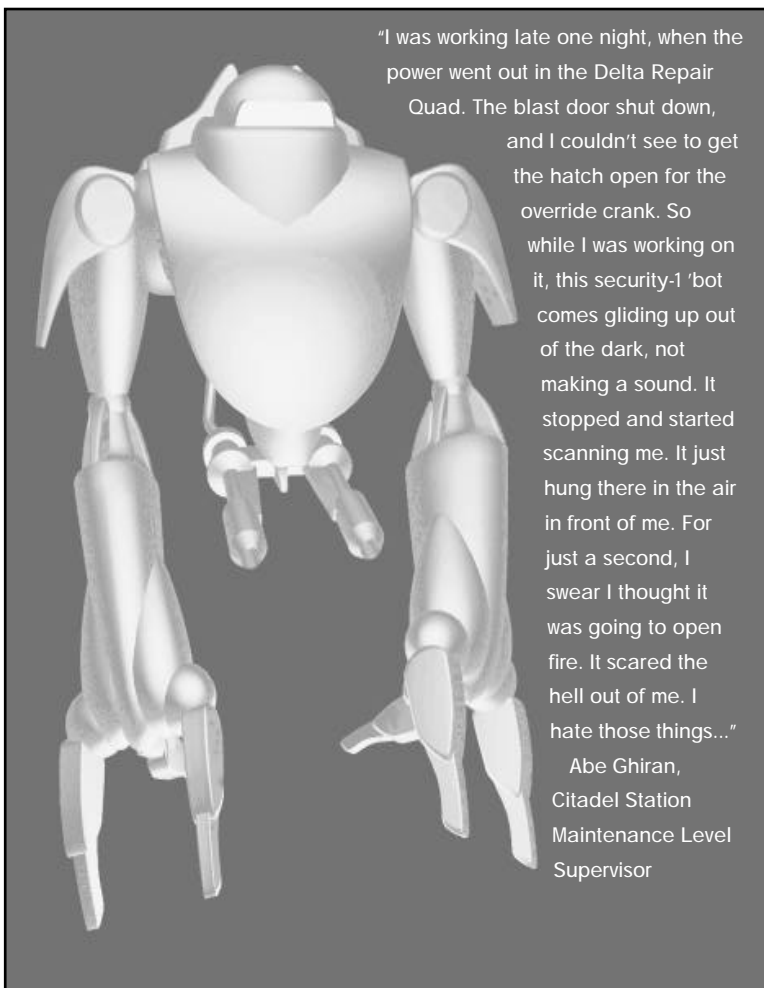 “I was working late one night, when the
power went out in the Delta Repair
Quad. The blast door shut down,
and I couldn’t see to get
the hatch open for the
override crank. So
while I was working on
it, this security-1 ’bot
comes gliding up out
of the dark, not
making a sound. It
stopped and started
scanning me. It just
hung there in the air
in front of me. For
just a second, I
swear I thought it
was going to open
fire. It scared the
hell out of me. I
hate those things...”
Abe Ghiran,
Citadel Station
Maintenance Level
Supervisor